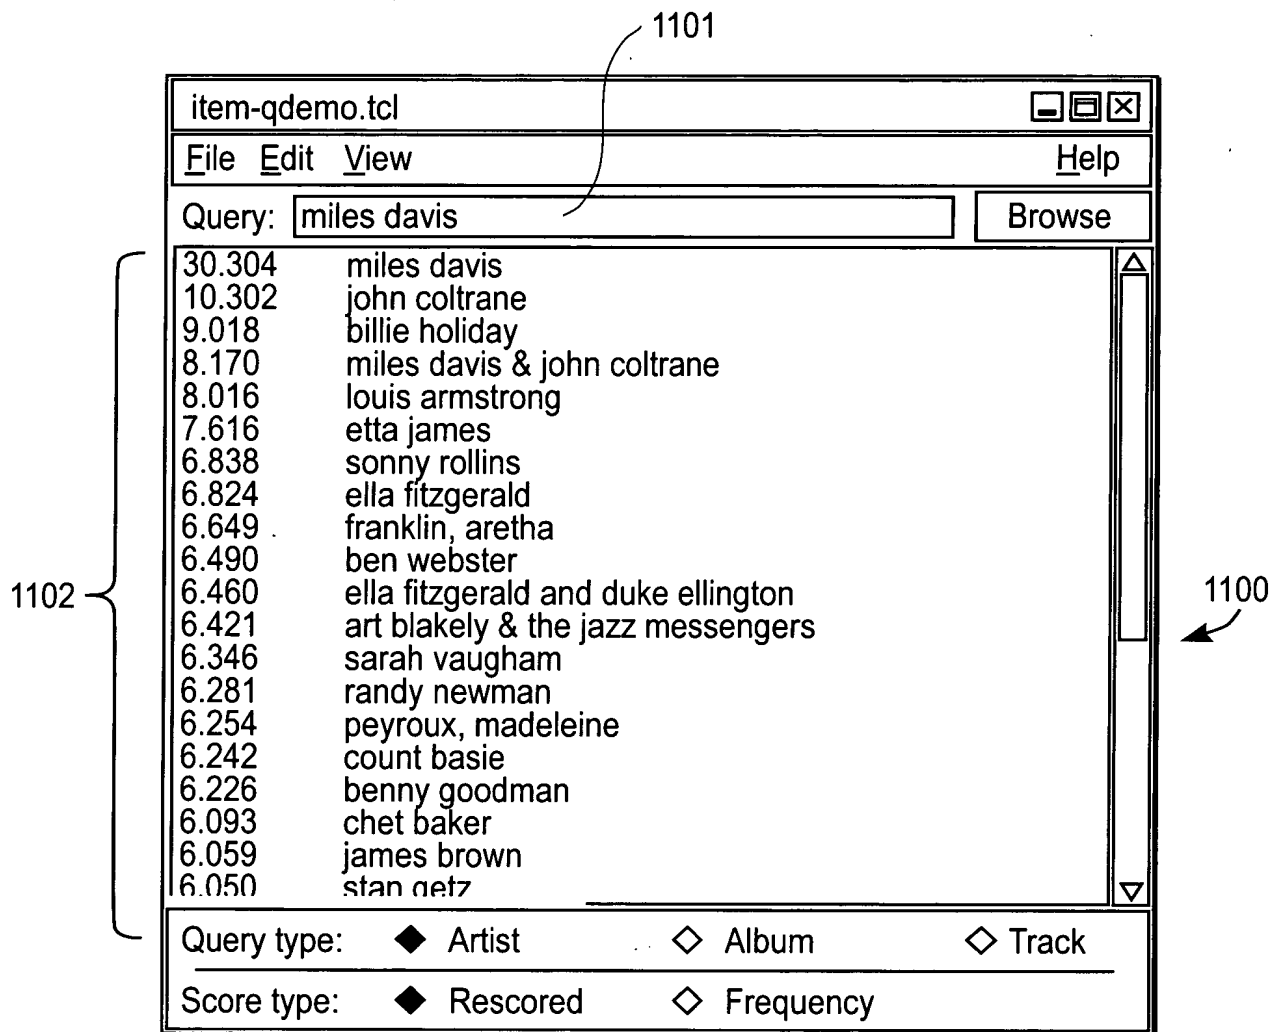 1101
item-qdemo.tcl
File Edit View Help
Query: miles davis Browse
30.304 miles davis
10.302 john coltrane
9.018 billie holiday
8.170 miles davis & john coltrane
8.016 louis armstrong
7.616 etta james
6.838 sonny rollins
6.824 ella fitzgerald
6.649 franklin, aretha
6.490 ben webster
1102
6.460 ella fitzgerald and duke ellington
1100
6.421 art blakely & the jazz messengers
6.346 sarah vaugham
6.281 randy newman
6.254 peyroux, madeleine
6.242 count basie
6.226 benny goodman
6.093 chet baker
6.059 james brown
6.050 stan getz
Query type: Artist Album Track
Score type: Rescored Frequency